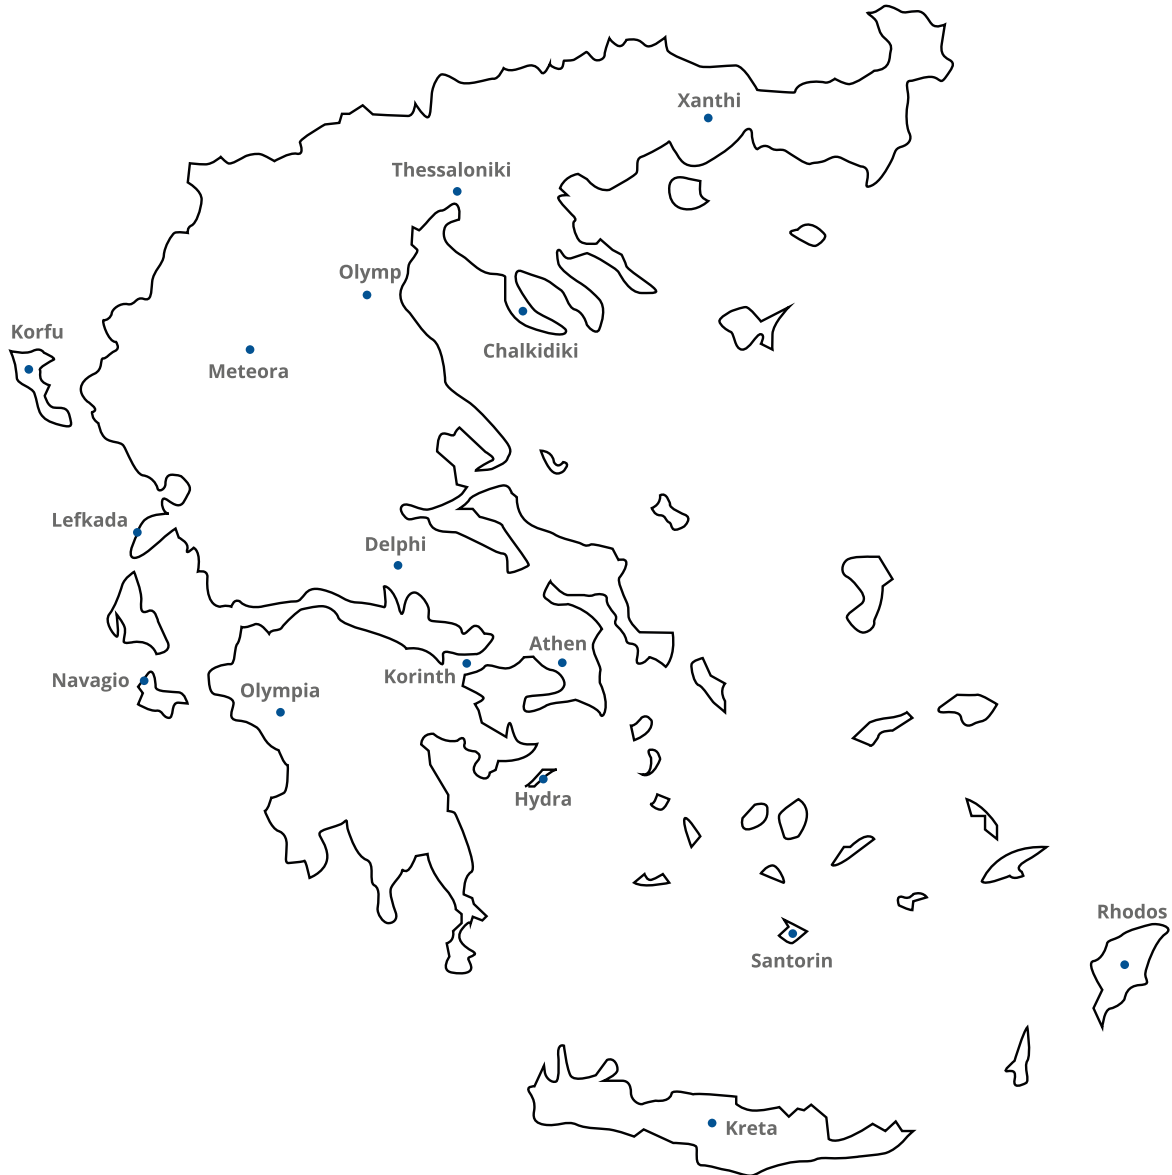 Xanthi
Thessaloniki
Olymp
Korfu
Chalkidiki
Meteora
Lefkada
Delphi
Athen
Korinth
Navagio
Olympia
Hydra
Rhodos
Santorin
Kreta